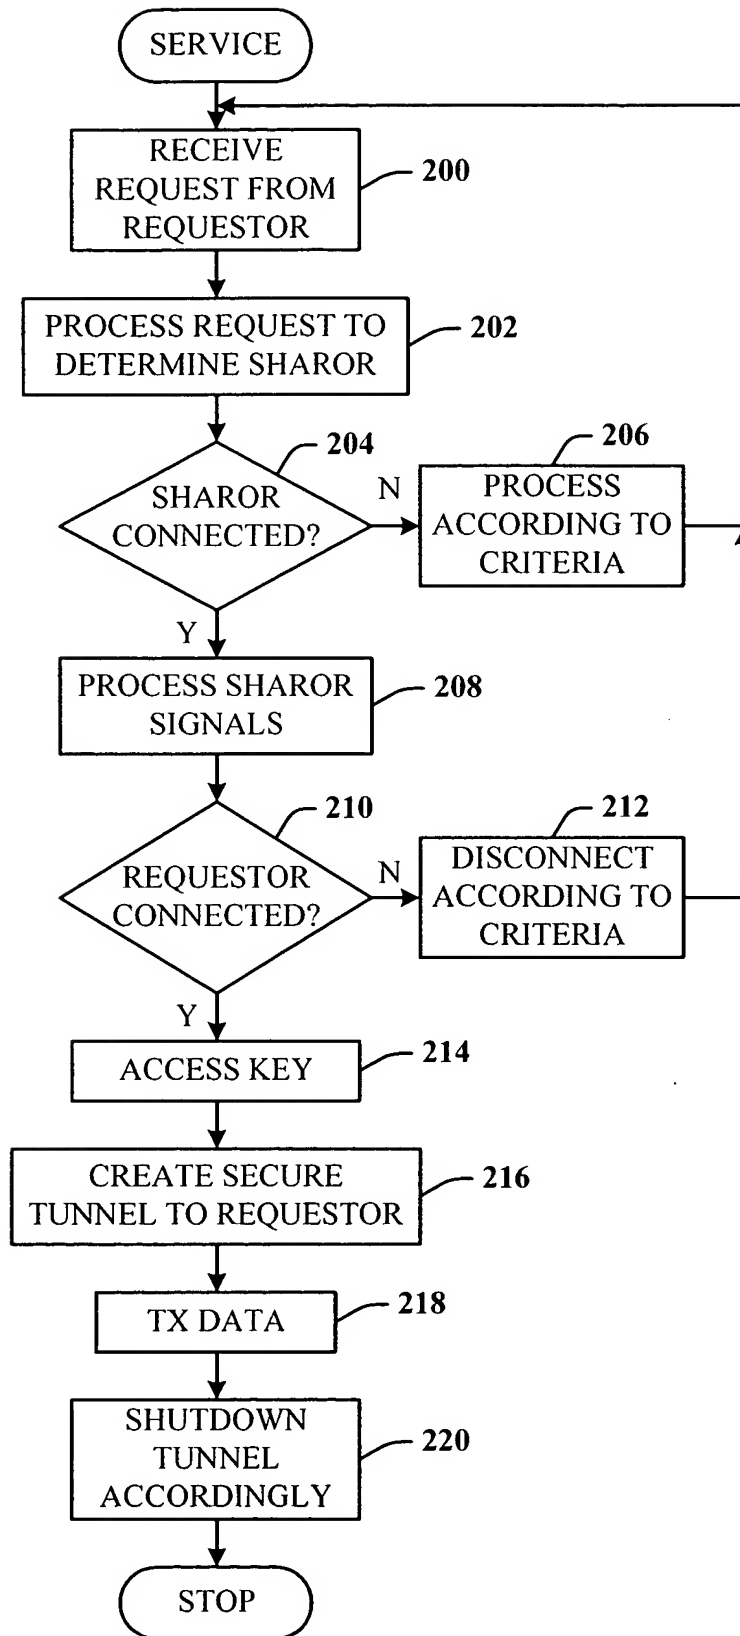 SERVICE
RECEIVE
REQUEST FROM
REQUESTOR
200
PROCESS REQUEST TO
DETERMINE SHAROR
202
204
SHAROR
CONNECTED?
N
206
PROCESS
ACCORDING TO
CRITERIA
Y
PROCESS SHAROR
SIGNALS
208
210
REQUESTOR
CONNECTED?
N
212
DISCONNECT
ACCORDING TO
CRITERIA
Y
ACCESS KEY
214
CREATE SECURE
TUNNEL TO REQUESTOR
216
TX DATA
218
SHUTDOWN
TUNNEL
ACCORDINGLY
220
STOP